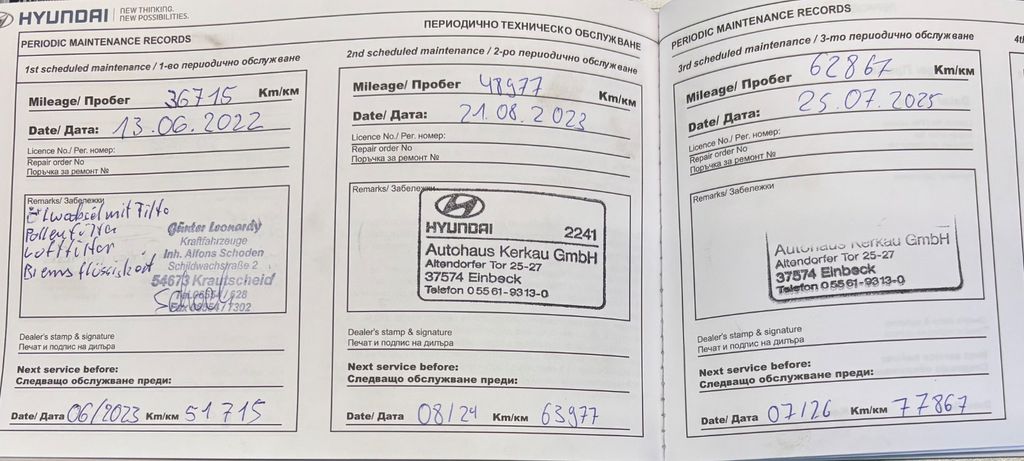 HYUNDAI
NEW THINKING.
NEW POSSIBILITIES.
PERIODIC MAINTENANCE RECORDS
1st scheduled maintenance / 1-во периодично обслужване
Mileage/ Пробег 36715 Km/км
Date/ Дата: 13.06.2022
Licence No./ Рег. номер:
Repair order No
Поръчка за ремонт №
Remarks/ Забележки
Ölwechsel mit Filter
Pollenfilter
Luftfilter
Bremsflüssigkeit
Günter Leonardy
Kraftfahrzeuge
Inh. Alfons Schoden
Schildwachstraße 2
54673 Krautscheid
Dealer's stamp & signature
Печат и подпис на дилъра
Next service before:
Следващо обслужване преди:
Date/ Дата 06/2023 Km/км 51715
ПЕРИОДИЧНО ТЕХНИЧЕСКО ОБСЛУЖВАНЕ
2nd scheduled maintenance / 2-ро периодично обслужване
Mileage/ Пробег 48977 Km/км
Date/ Дата: 21.08.2023
Licence No./ Рег. номер:
Repair order No
Поръчка за ремонт №
Remarks/ Забележки
HYUNDAI 2241
Autohaus Kerkau GmbH
Altendorfer Tor 25-27
37574 Einbeck
Telefon 05561-9313-0
Dealer's stamp & signature
Печат и подпис на дилъра
Next service before:
Следващо обслужване преди:
Date/ Дата 08/24 Km/км 63977
PERIODIC MAINTENANCE RECORDS
3rd scheduled maintenance / 3-то периодично обслужване
Mileage/ Пробег 62867 Km/км
Date/ Дата: 25.07.2025
Licence No./ Рег. номер:
Repair order No
Поръчка за ремонт №
Remarks/ Забележки
Autohaus Kerkau GmbH
Altendorfer Tor 25-27
37574 Einbeck
Telefon 05561-9313-0
Dealer's stamp & signature
Печат и подпис на дилъра
Next service before:
Следващо обслужване преди:
Date/ Дата 07/26 Km/км 77867
4th